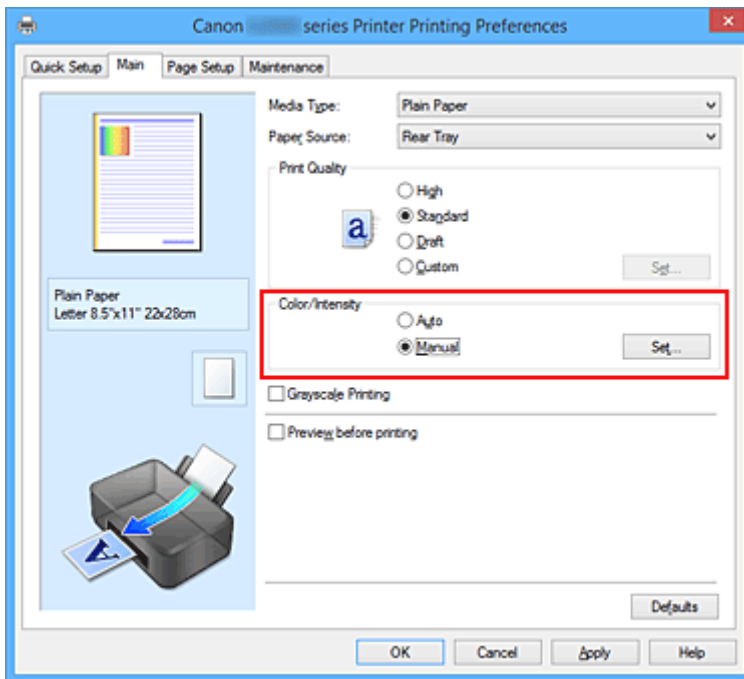 Canon series Printer Printing Preferences
Quick Setup Main Page Setup Maintenance
Media Type: Plain Paper
Paper Source: Rear Tray
Print Quality
High
a Standard
Draft
Custom Set...
Plain Paper
Letter 8.5"x11" 22x28cm
Color/Intensity
Auto
Manual Set...
Grayscale Printing
Preview before printing
A
Defaults
OK Cancel Apply Help